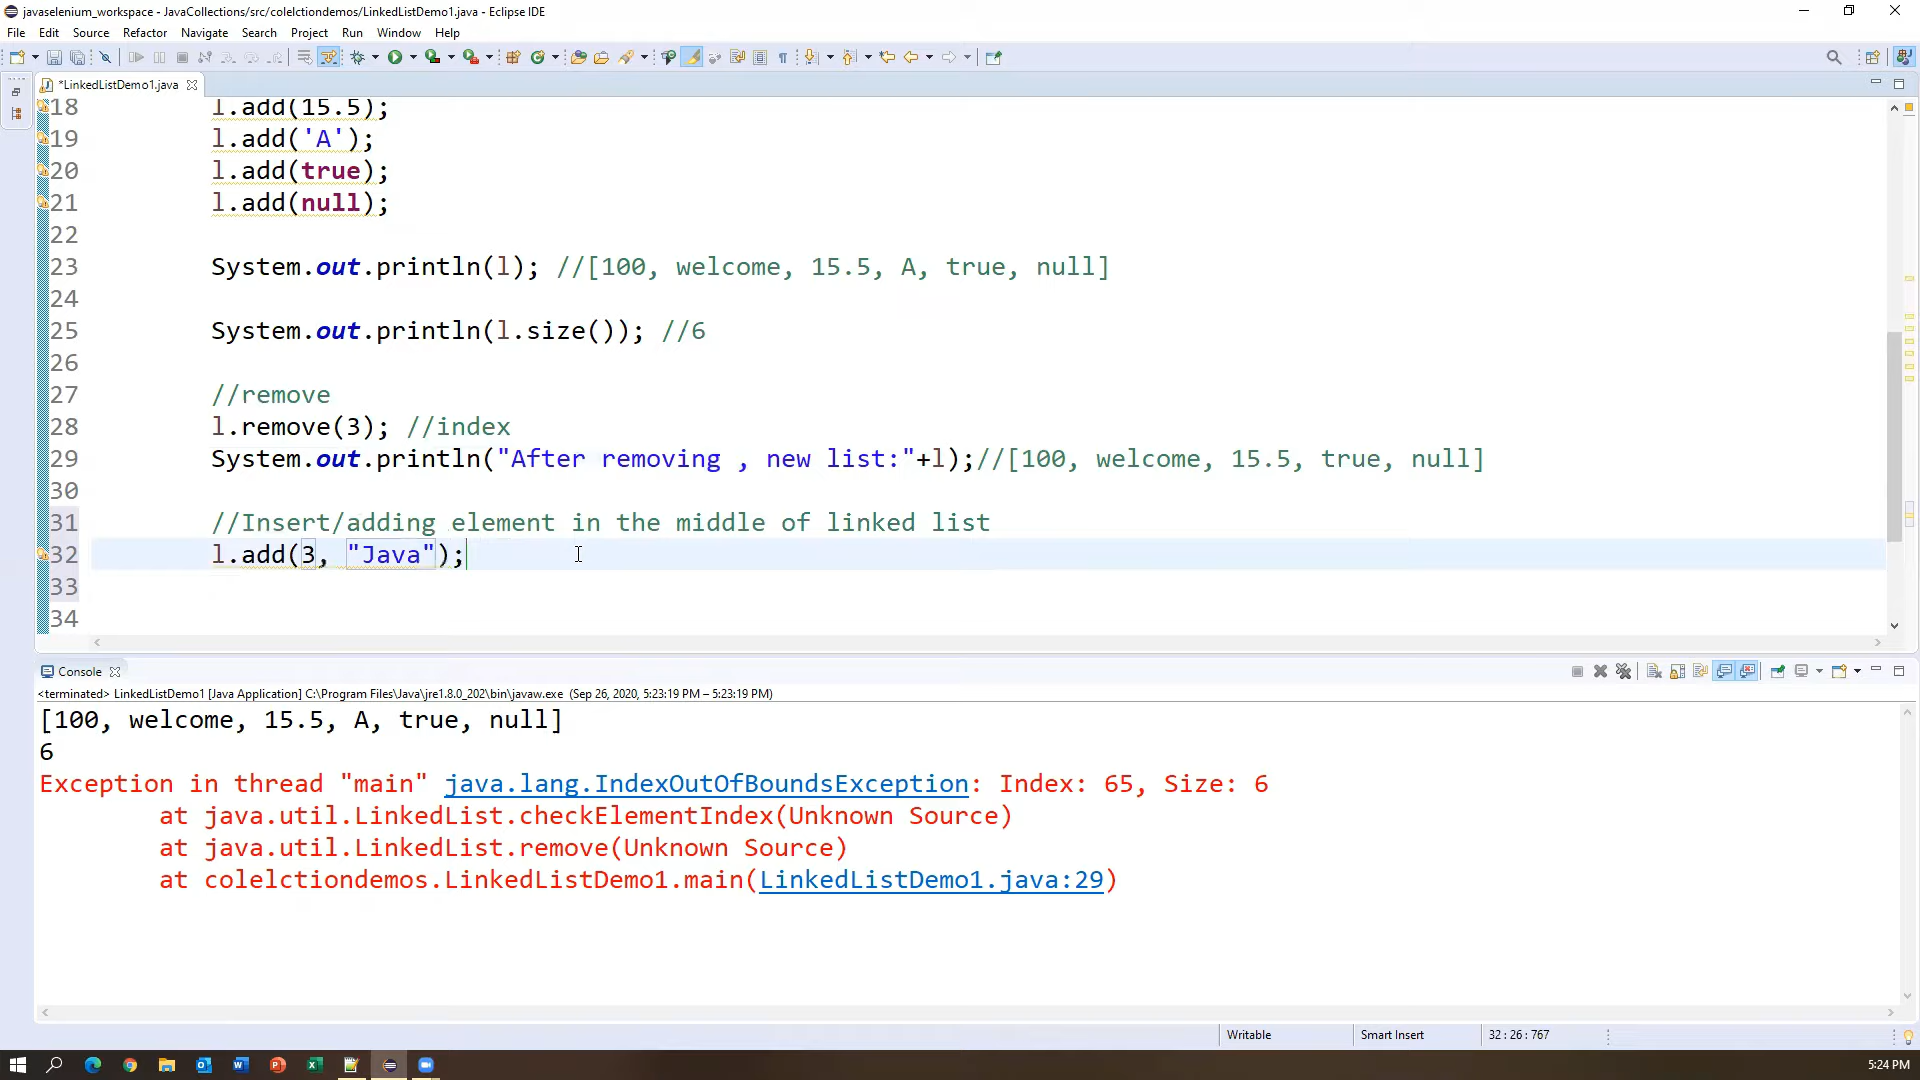 javaselenium_workspace - JavaCollections/src/colelctiondemos/LinkedListDemo1.java - Eclipse IDE
File Edit Source Refactor Navigate Search Project Run Window Help
*LinkedListDemo1.java
18 l.add(15.5);
19 l.add('A');
20 l.add(true);
21 l.add(null);
22
23 System.out.println(l); //[100, welcome, 15.5, A, true, null]
24
25 System.out.println(l.size()); //6
26
27 //remove
28 l.remove(3); //index
29 System.out.println("After removing , new list:"+l);//[100, welcome, 15.5, true, null]
30
31 //Insert/adding element in the middle of linked list
32 l.add(3, "Java");
33
34
Console
<terminated> LinkedListDemo1 [Java Application] C:\Program Files\Java\jre1.8.0_202\bin\javaw.exe (Sep 26, 2020, 5:23:19 PM – 5:23:19 PM)
[100, welcome, 15.5, A, true, null]
6
Exception in thread "main" java.lang.IndexOutOfBoundsException: Index: 65, Size: 6
at java.util.LinkedList.checkElementIndex(Unknown Source)
at java.util.LinkedList.remove(Unknown Source)
at colelctiondemos.LinkedListDemo1.main(LinkedListDemo1.java:29)
Writable Smart Insert 32 : 26 : 767
5:24 PM